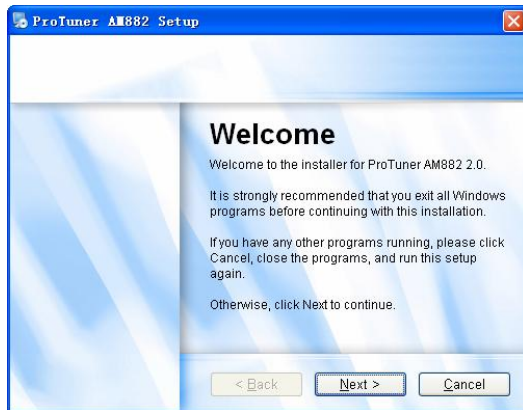 ProTuner AM882 Setup
Welcome
Welcome to the installer for ProTuner AM882 2.0.
It is strongly recommended that you exit all Windows
programs before continuing with this installation.
If you have any other programs running, please click
Cancel, close the programs, and run this setup
again.
Otherwise, click Next to continue.
< Back
Next >
Cancel